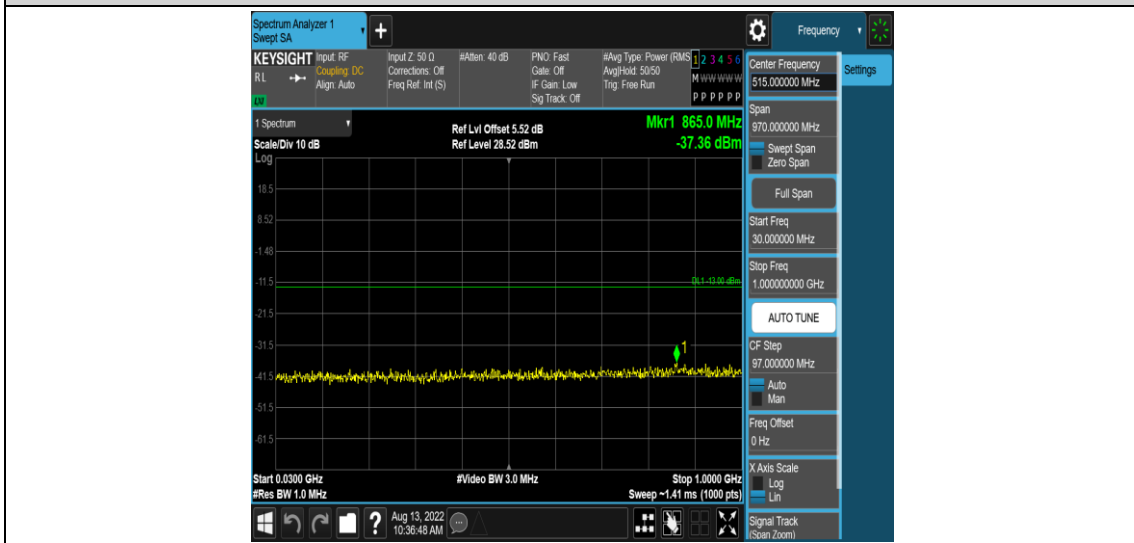 Spectrum Analyzer 1
Swept SA
+
Frequency
KEYSIGHT
RL
LXI
Input: RF
Coupling: DC
Align: Auto
Input Z: 50 Ω
Corrections: Off
Freq Ref: Int (S)
#Atten: 40 dB
PNO: Fast
Gate: Off
IF Gain: Low
Sig Track: Off
#Avg Type: Power (RMS
Avg|Hold: 50/50
Trig: Free Run
1 2 3 4 5 6
M W W W W W
P P P P P P
Center Frequency
515.000000 MHz
Settings
1 Spectrum
Scale/Div 10 dB
Ref Lvl Offset 5.52 dB
Ref Level 28.52 dBm
Mkr1 865.0 MHz
-37.36 dBm
Log
18.5
8.52
-1.48
-11.5
-21.5
-31.5
-41.5
-51.5
-61.5
DL1 -13.00 dBm
1
Start 0.0300 GHz
#Res BW 1.0 MHz
#Video BW 3.0 MHz
Stop 1.0000 GHz
Sweep ~1.41 ms (1000 pts)
Span
970.000000 MHz
Swept Span
Zero Span
Full Span
Start Freq
30.000000 MHz
Stop Freq
1.000000000 GHz
AUTO TUNE
CF Step
97.000000 MHz
Auto
Man
Freq Offset
0 Hz
X Axis Scale
Log
Lin
Signal Track
(Span Zoom)
?
Aug 13, 2022
10:36:48 AM